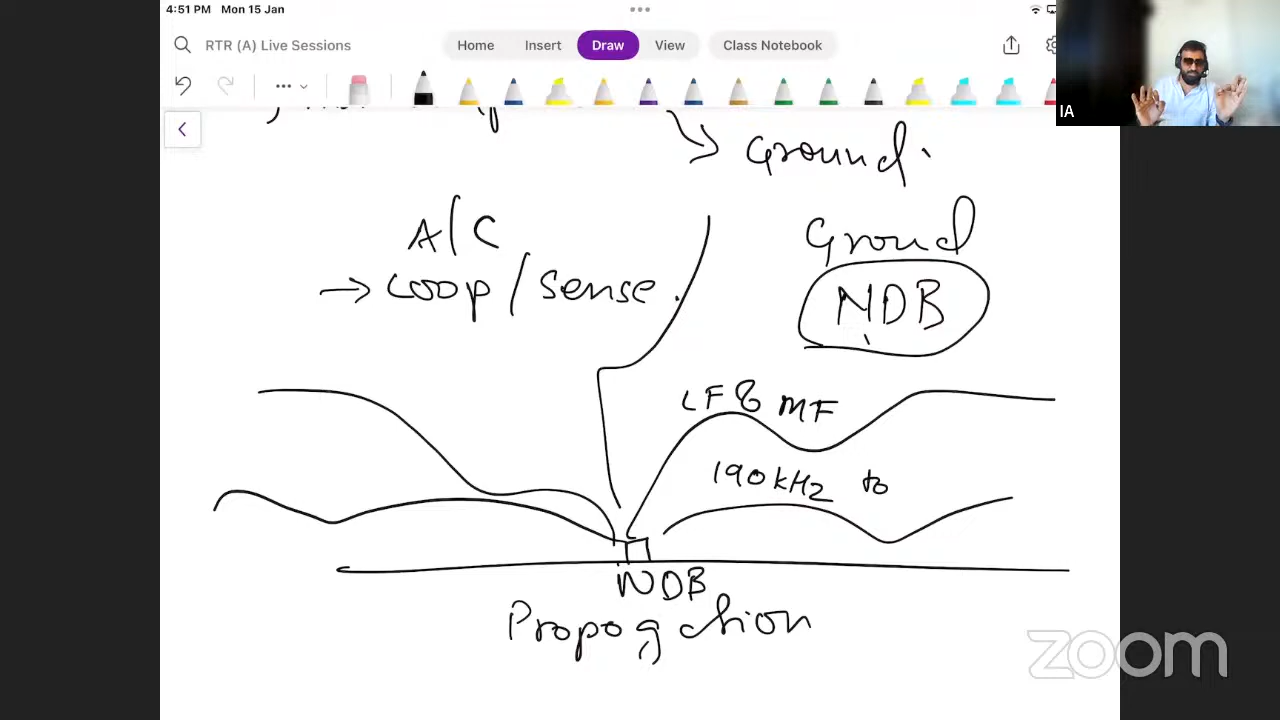 4:51 PM Mon 15 Jan
RTR (A) Live Sessions
Home Insert Draw View Class Notebook
IA
Ground.
A/C
→ Loop / Sense.
Groud
NDB
LF & MF
190 kHz to
NDB
Propogation
zoom